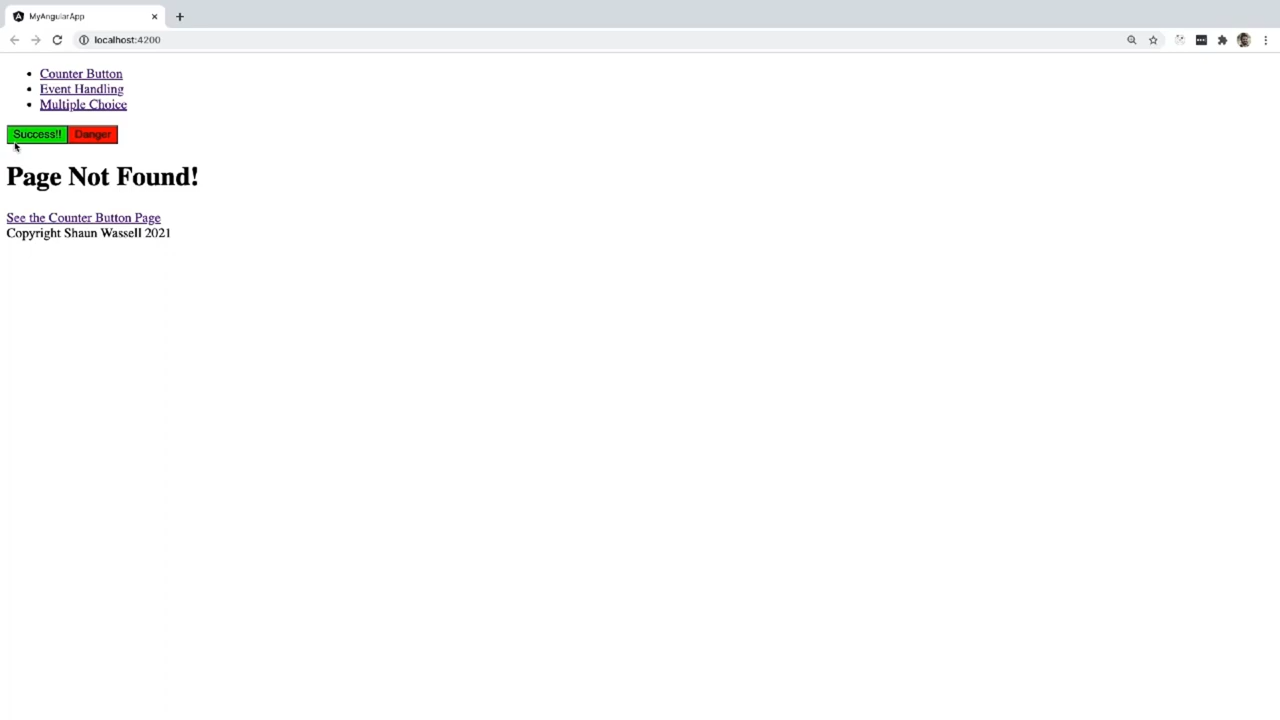 MyAngularApp
localhost:4200
Counter Button
Event Handling
Multiple Choice
Success!! Danger
Page Not Found!
See the Counter Button Page
Copyright Shaun Wassell 2021